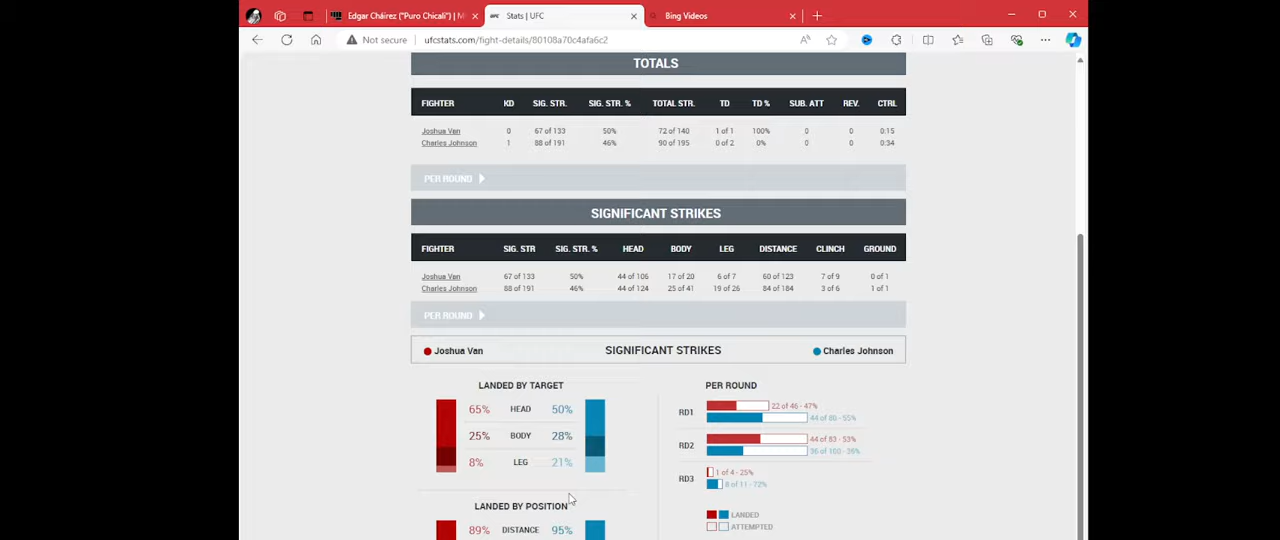 Edgar Cháirez ("Puro Chicali") | M
Stats | UFC
Bing Videos
Not secure
ufcstats.com/fight-details/80108a70c4afa6c2
TOTALS
FIGHTER KD SIG. STR. SIG. STR. % TOTAL STR. TD TD % SUB. ATT REV. CTRL
Joshua Van 0 67 of 133 50% 72 of 140 1 of 1 100% 0 0 0:15
Charles Johnson 1 88 of 191 46% 90 of 195 0 of 2 0% 0 0 0:34
PER ROUND
SIGNIFICANT STRIKES
FIGHTER SIG. STR SIG. STR. % HEAD BODY LEG DISTANCE CLINCH GROUND
Joshua Van 67 of 133 50% 44 of 106 17 of 20 6 of 7 60 of 123 7 of 9 0 of 1
Charles Johnson 88 of 191 46% 44 of 124 25 of 41 19 of 26 84 of 184 3 of 6 1 of 1
PER ROUND
Joshua Van SIGNIFICANT STRIKES Charles Johnson
LANDED BY TARGET
65% HEAD 50%
25% BODY 28%
8% LEG 21%
LANDED BY POSITION
89% DISTANCE 95%
PER ROUND
RD1
22 of 46 - 47%
44 of 80 - 55%
RD2
44 of 83 - 53%
36 of 100 - 36%
RD3
1 of 4 - 25%
8 of 11 - 72%
LANDED
ATTEMPTED